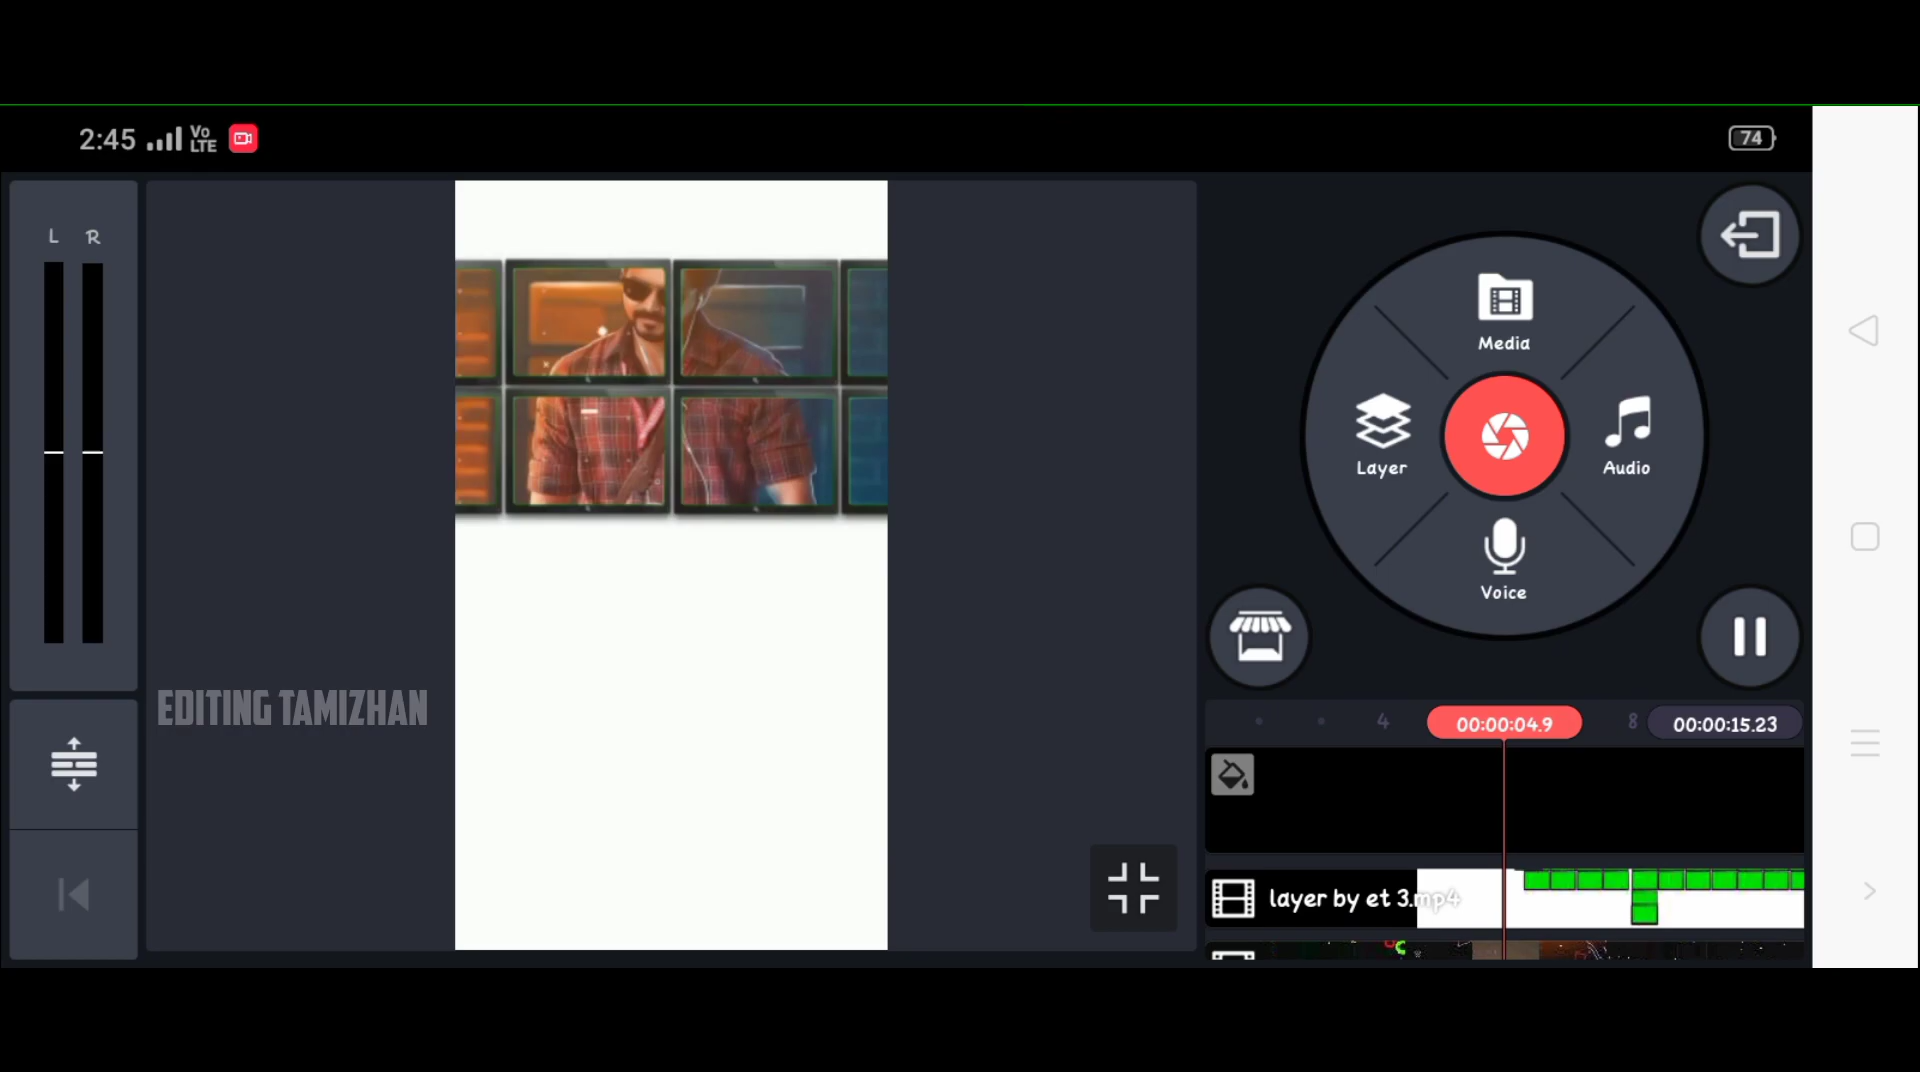 2:45 Vo LTE
74
L R
Media
Layer
Audio
Voice
EDITING TAMIZHAN
4 00:00:04.9 8 00:00:15.23
layer by et 3.mp4